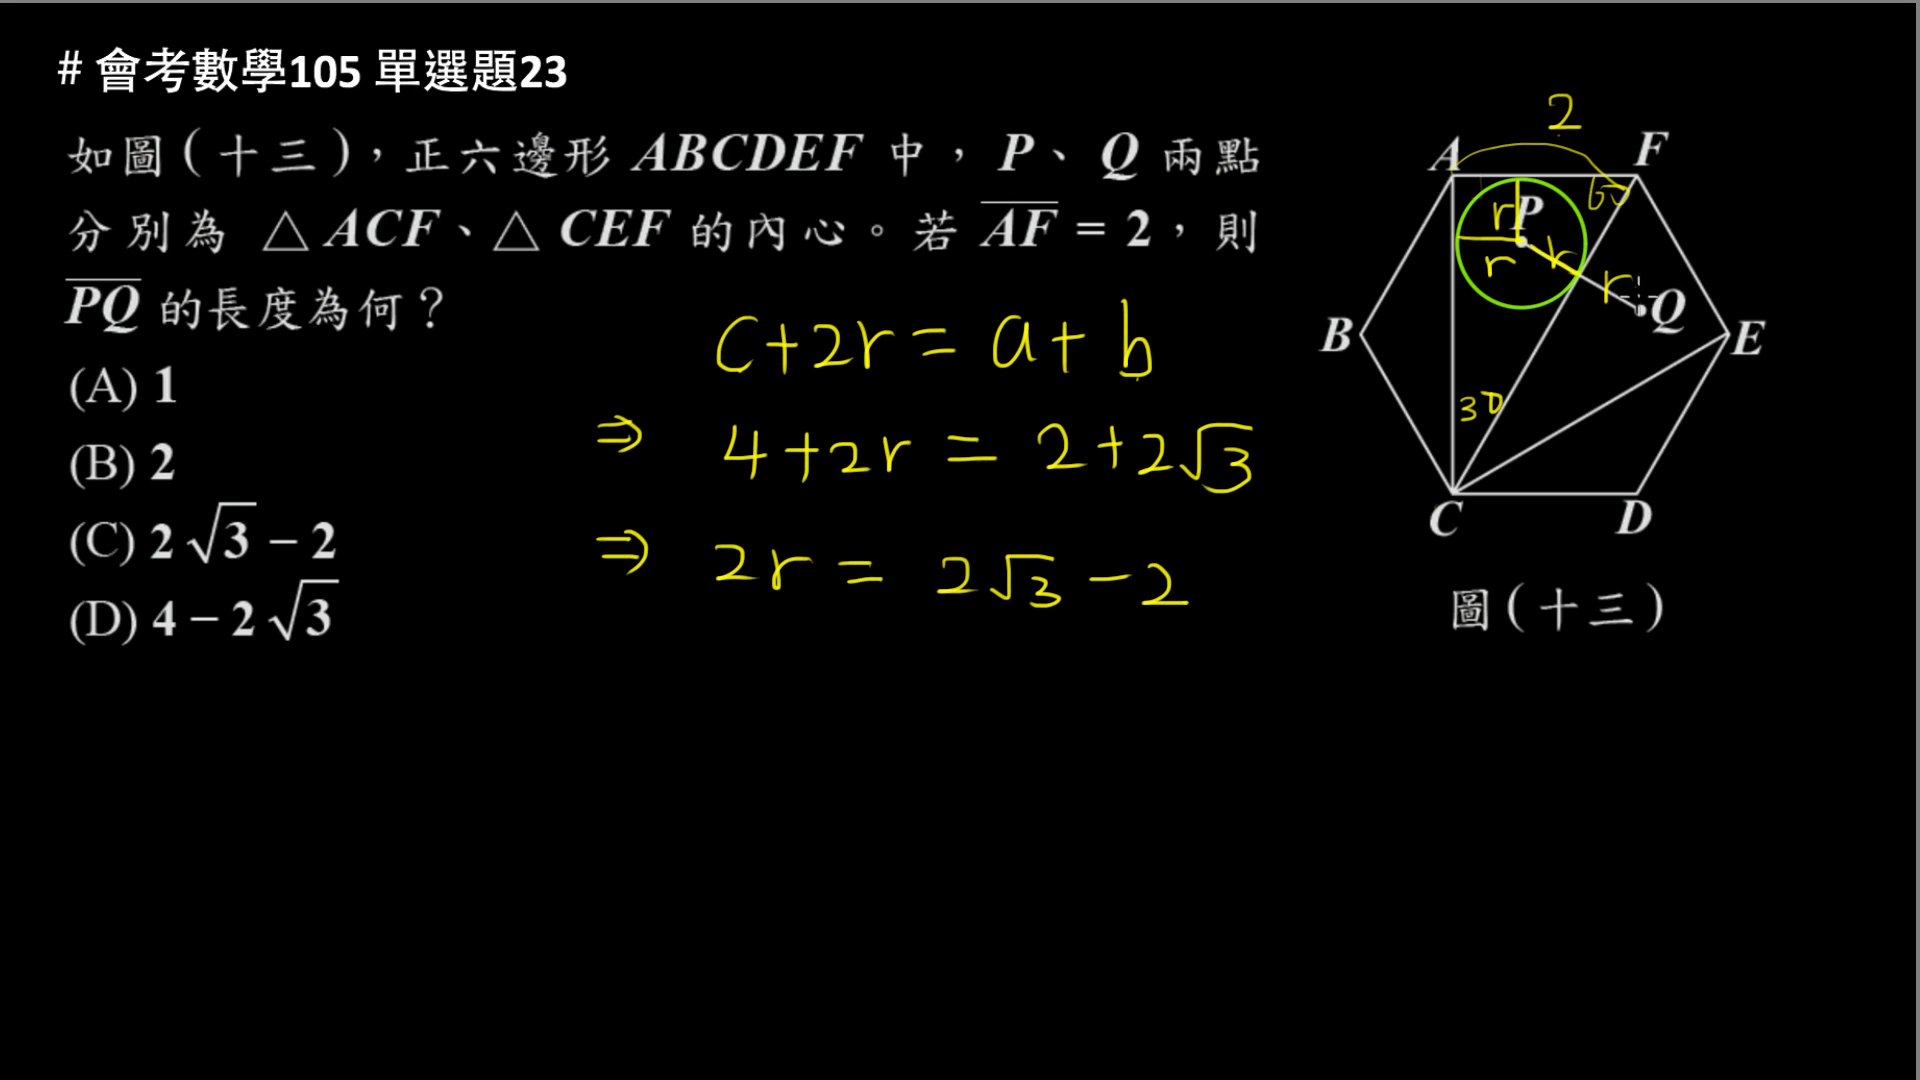 # 會考數學105 單選題23
如圖(十三)，正六邊形 ABCDEF 中，P、Q 兩點
分別為 △ACF、△CEF 的內心。若 \overline{AF} = 2，則
\overline{PQ} 的長度為何？
(A) 1
(B) 2
(C) 2√3 − 2
(D) 4 − 2√3
c+2r = a+b
⇒ 4+2r = 2+2√3
⇒ 2r = 2√3 − 2
2
A
F
60
r
P
r
r
r
Q
B
E
30
C
D
圖(十三)